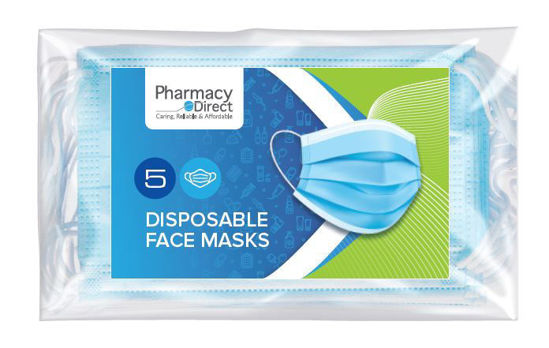 Pharmacy
Direct
Caring, Reliable & Affordable
5
DISPOSABLE
FACE MASKS